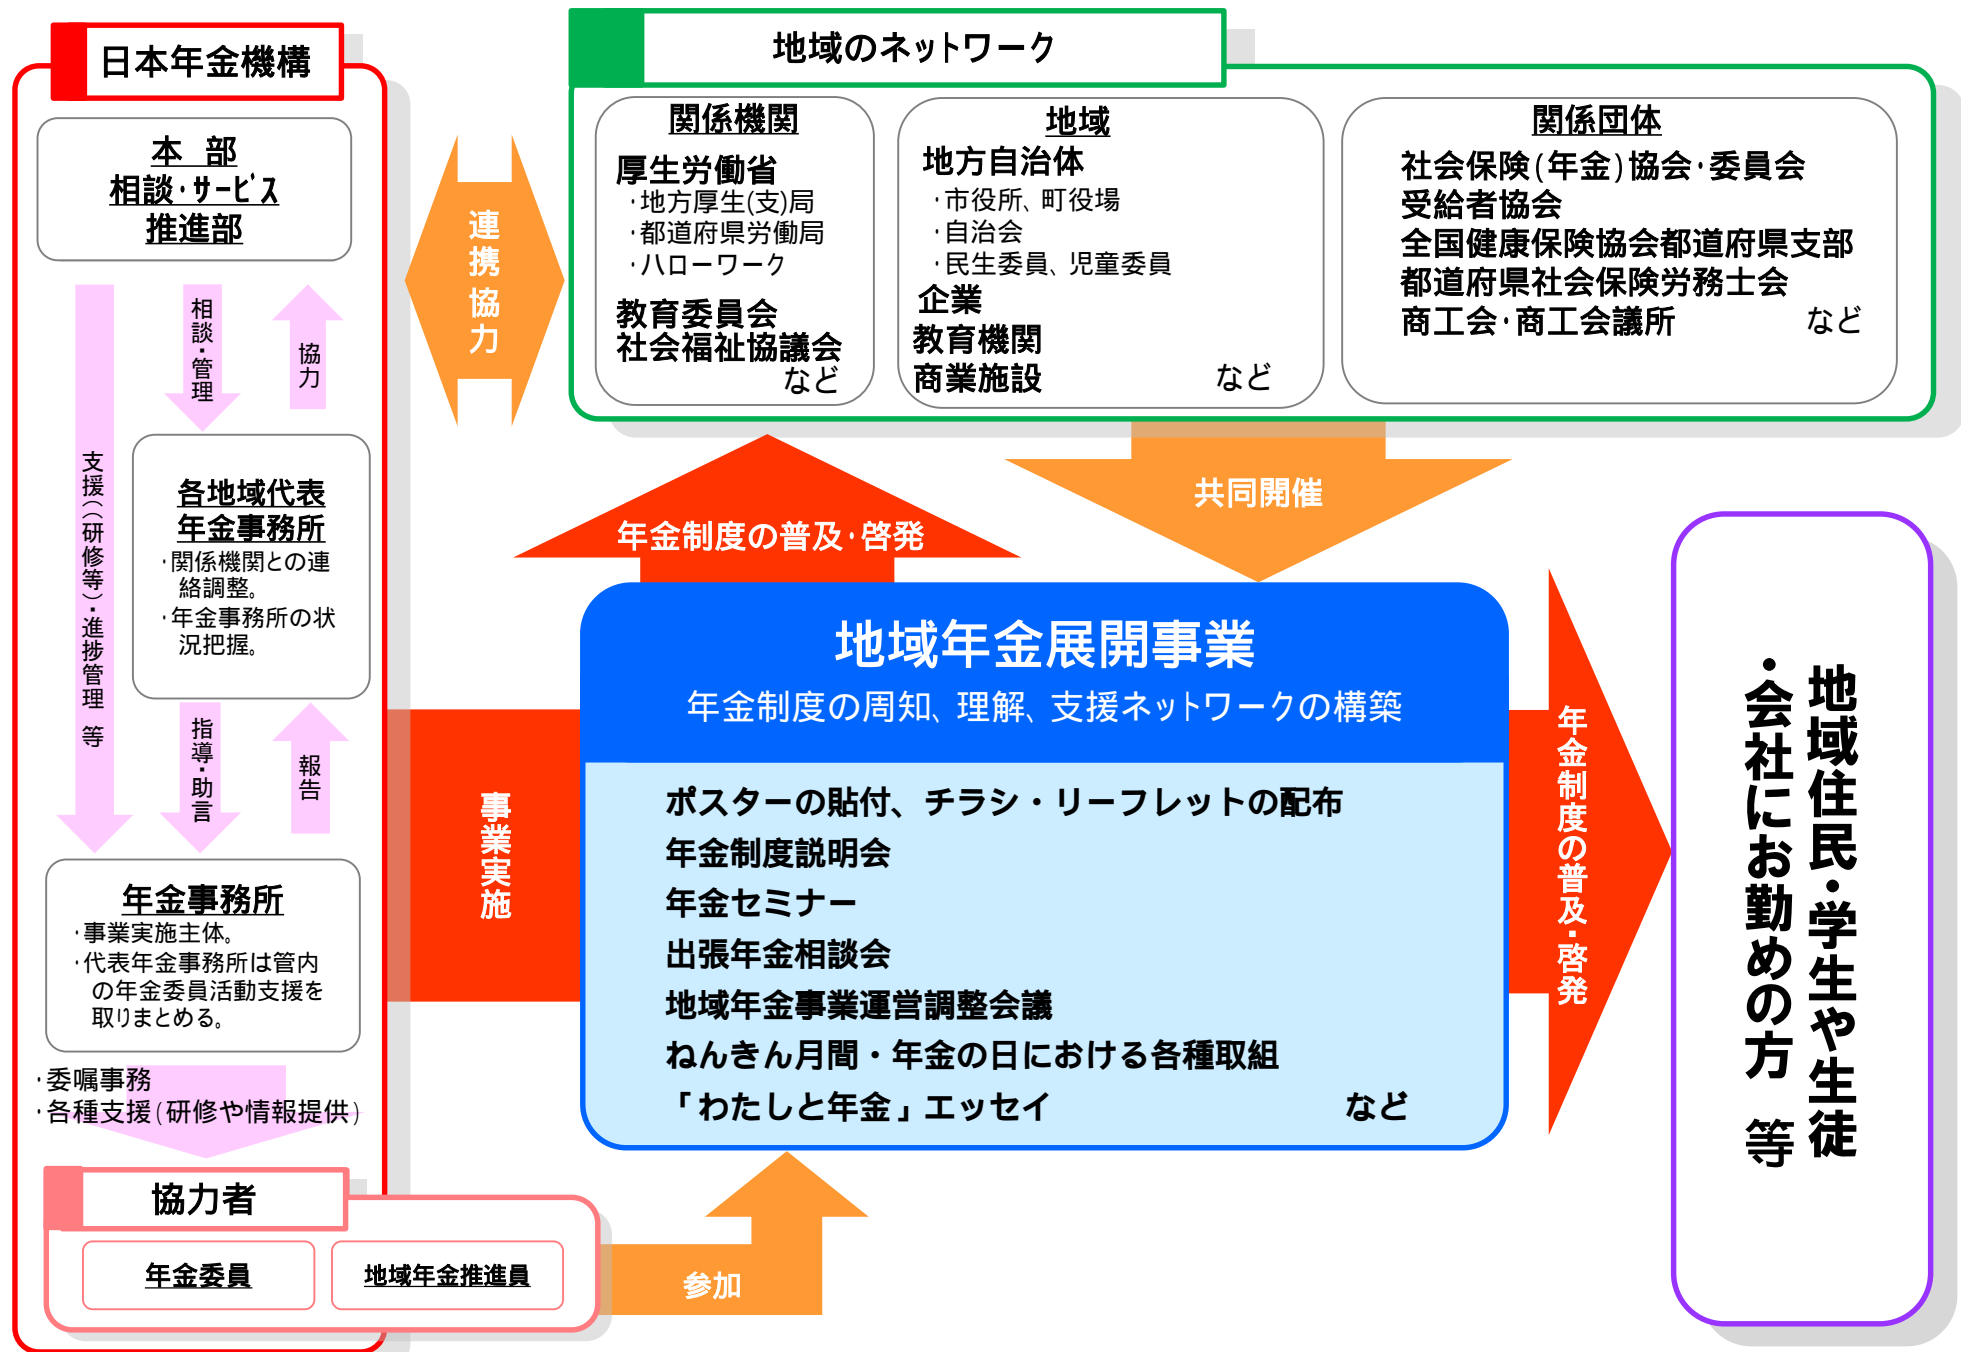 日本年金機構
本　部
相談・サービス
推進部
相談・管理
協力
支援（（研修等）・進捗管理　等
各地域代表
年金事務所
・関係機関との連
絡調整。
・年金事務所の状
況把握。
指導・助言
報告
年金事務所
・事業実施主体。
・代表年金事務所は管内
の年金委員活動支援を
取りまとめる。
・委嘱事務
・各種支援(研修や情報提供)
協力者
年金委員
地域年金推進員
連携協力
地域のネットワーク
関係機関
厚生労働省
・地方厚生(支)局
・都道府県労働局
・ハローワーク
教育委員会
社会福祉協議会
など
地域
地方自治体
・市役所、町役場
・自治会
・民生委員、児童委員
企業
教育機関
商業施設
など
関係団体
社会保険(年金)協会・委員会
受給者協会
全国健康保険協会都道府県支部
都道府県社会保険労務士会
商工会・商工会議所
など
年金制度の普及・啓発
共同開催
事業実施
地域年金展開事業
年金制度の周知、理解、支援ネットワークの構築
ポスターの貼付、チラシ・リーフレットの配布
年金制度説明会
年金セミナー
出張年金相談会
地域年金事業運営調整会議
ねんきん月間・年金の日における各種取組
「わたしと年金」エッセイ
など
参加
年金制度の普及・啓発
地域住民・学生や生徒
・会社にお勤めの方　等